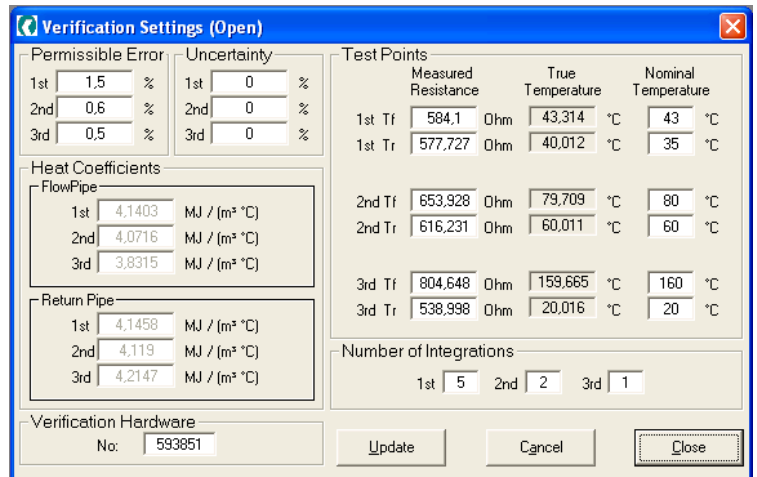 Verification Settings (Open)
Permissible Error
1st 1,5 %
2nd 0,6 %
3rd 0,5 %
Uncertainty
1st 0 %
2nd 0 %
3rd 0 %
Heat Coefficients
FlowPipe
1st 4,1403 MJ / (m³ °C)
2nd 4,0716 MJ / (m³ °C)
3rd 3,8315 MJ / (m³ °C)
Return Pipe
1st 4,1458 MJ / (m³ °C)
2nd 4,119 MJ / (m³ °C)
3rd 4,2147 MJ / (m³ °C)
Verification Hardware
No: 593851
Test Points
Measured True Nominal
Resistance Temperature Temperature
1st Tf 584,1 Ohm 43,314 °C 43 °C
1st Tr 577,727 Ohm 40,012 °C 35 °C
2nd Tf 653,928 Ohm 79,709 °C 80 °C
2nd Tr 616,231 Ohm 60,011 °C 60 °C
3rd Tf 804,648 Ohm 159,665 °C 160 °C
3rd Tr 538,998 Ohm 20,016 °C 20 °C
Number of Integrations
1st 5 2nd 2 3rd 1
Update Cancel Close